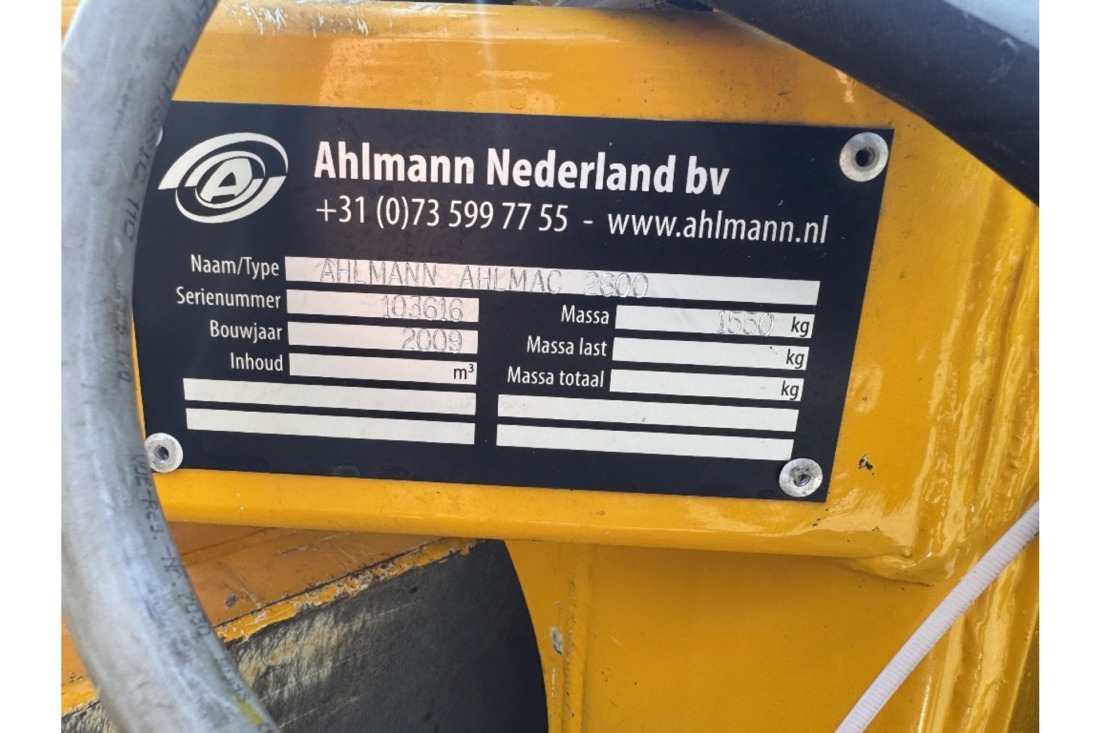 A
Ahlmann Nederland bv
+31 (0)73 599 77 55 - www.ahlmann.nl
Naam/Type AHLMANN AHLMAC 2600
Serienummer 103616
Bouwjaar 2009
Inhoud m³
Massa 1550 kg
Massa last kg
Massa totaal kg